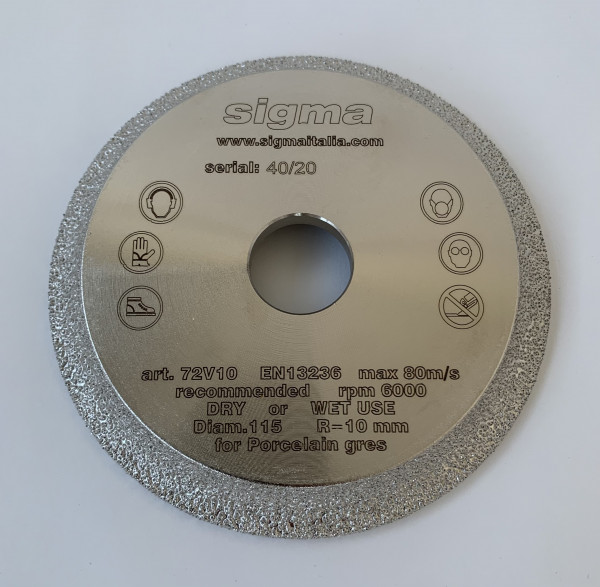 sigma
www.sigmaitalia.com
serial: 40/20
art. 72V10 EN13236 max 80m/s
recommended rpm 6000
DRY or WET USE
Diam.115 R=10 mm
for Porcelain gres